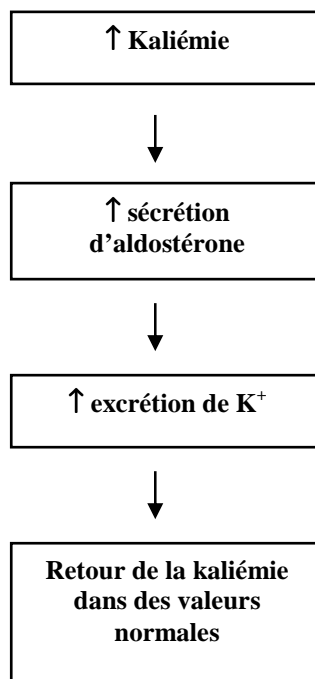 ↑ Kaliémie
↑ sécrétion
d’aldostérone
↑ excrétion de K⁺
Retour de la kaliémie
dans des valeurs
normales